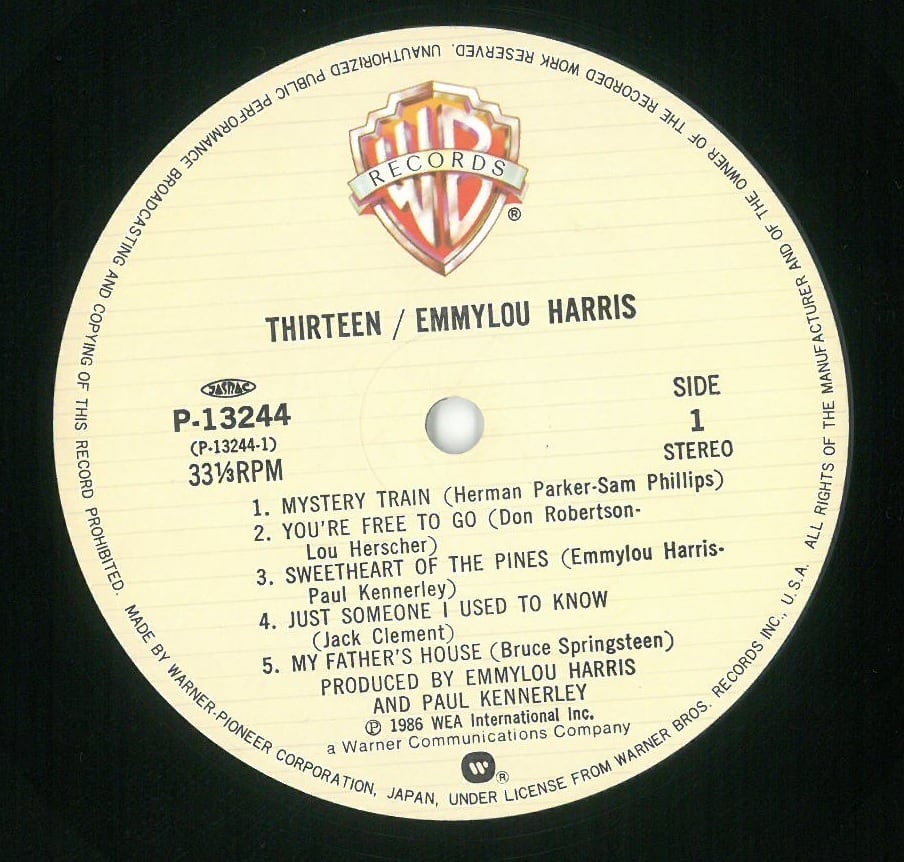 WB
RECORDS
®
THIRTEEN / EMMYLOU HARRIS
JASRAC
P-13244
(P-13244-1)
33⅓RPM
SIDE
1
STEREO
1. MYSTERY TRAIN (Herman Parker-Sam Phillips)
2. YOU'RE FREE TO GO (Don Robertson-
Lou Herscher)
3. SWEETHEART OF THE PINES (Emmylou Harris-
Paul Kennerley)
4. JUST SOMEONE I USED TO KNOW
(Jack Clement)
5. MY FATHER'S HOUSE (Bruce Springsteen)
PRODUCED BY EMMYLOU HARRIS
AND PAUL KENNERLEY
℗ 1986 WEA International Inc.
a Warner Communications Company
W®
MADE BY WARNER-PIONEER CORPORATION, JAPAN, UNDER LICENSE FROM WARNER BROS. RECORDS INC., U.S.A. ALL RIGHTS OF THE MANUFACTURER AND OF THE OWNER OF THE RECORDED WORK RESERVED. UNAUTHORIZED PUBLIC PERFORMANCE BROADCASTING AND COPYING OF THIS RECORD PROHIBITED.